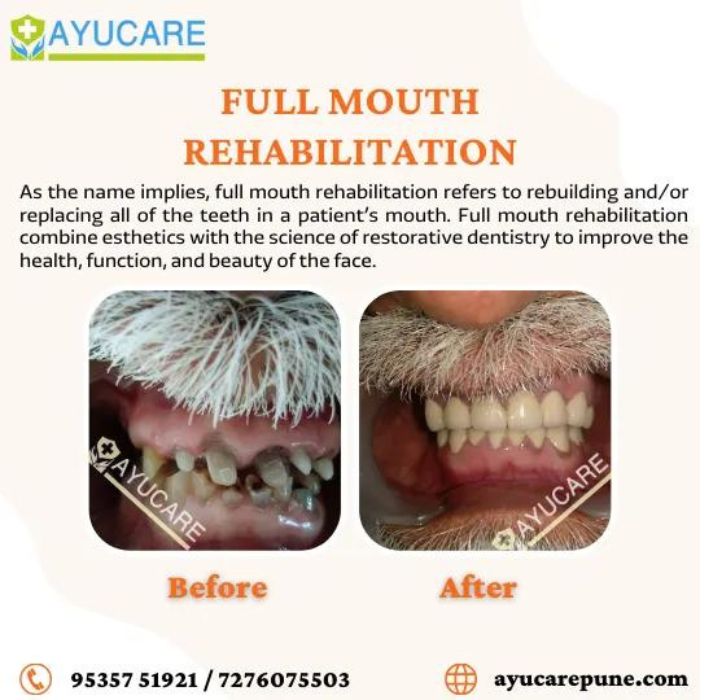 AYUCARE
FULL MOUTH
REHABILITATION
As the name implies, full mouth rehabilitation refers to rebuilding and/or
replacing all of the teeth in a patient's mouth. Full mouth rehabilitation
combine esthetics with the science of restorative dentistry to improve the
health, function, and beauty of the face.
AYUCARE
AYUCARE
Before
After
95357 51921 / 7276075503
ayucarepune.com